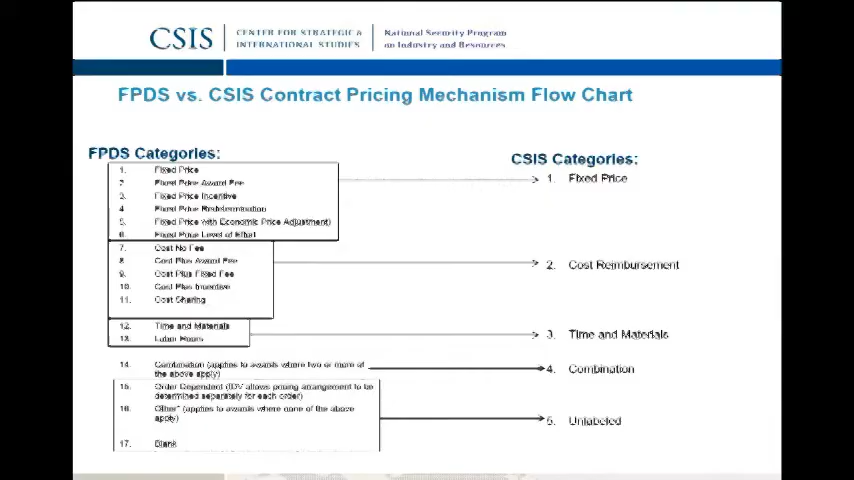 CSIS
CENTER FOR STRATEGIC &
INTERNATIONAL STUDIES
National Security Program
on Industry and Resources
FPDS vs. CSIS Contract Pricing Mechanism Flow Chart
FPDS Categories:
1. Fixed Price
2. Fixed Price Award Fee
3. Fixed Price Incentive
4. Fixed Price Redetermination
5. Fixed Price with Economic Price Adjustment)
6. Fixed Price Level of Effort
7. Cost No Fee
8. Cost Plus Award Fee
9. Cost Plus Fixed Fee
10. Cost Plus Incentive
11. Cost Sharing
12. Time and Materials
13. Labor Hours
14. Combination (applies to awards where two or more of
the above apply)
15. Order Dependent (IDV allows pricing arrangement to be
determined separately for each order)
16. Other* (applies to awards where none of the above
apply)
17. Blank
CSIS Categories:
1. Fixed Price
2. Cost Reimbursement
3. Time and Materials
4. Combination
5. Unlabeled